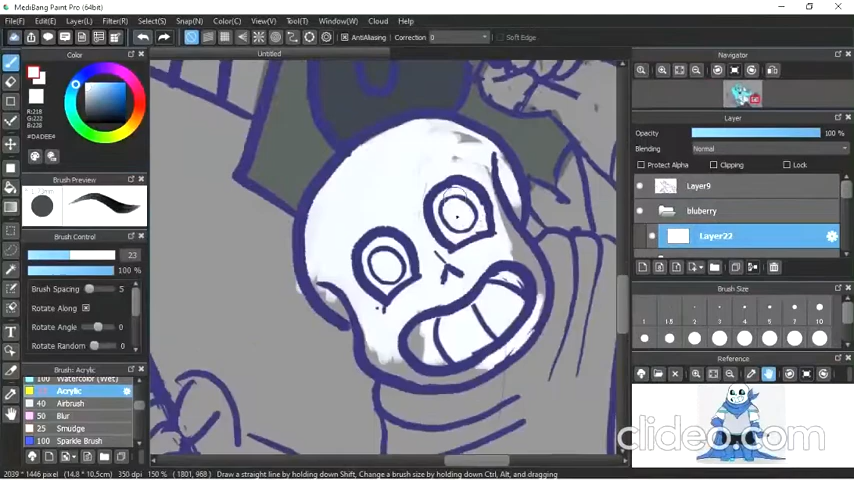 MediBang Paint Pro (64bit)
File(F) Edit(E) Layer(L) Filter(R) Select(S) Snap(N) Color(C) View(V) Tool(T) Window(W) Cloud Help
AntiAliasing Correction 0 Soft Edge
Color
R:218
G:222
B:228
#DADEE4
Brush Preview
Brush Control
23
100 %
Brush Spacing 5
Rotate Along
Rotate Angle 0
Rotate Random 0
Brush: Acrylic
100 Watercolor (Wet)
Acrylic
40 Airbrush
50 Blur
25 Smudge
100 Sparkle Brush
Untitled
Navigator
Layer
Opacity 100 %
Blending Normal
Protect Alpha Clipping Lock
Layer9
bluberry
Layer22
Brush Size
1 1.5 2 3 4 5 7 10
Reference
clideo.com
2039 * 1446 pixel (14.8 * 10.5cm) 350 dpi 150 % (1801, 968) Draw a straight line by holding down Shift, Change a brush size by holding down Ctrl, Alt, and dragging